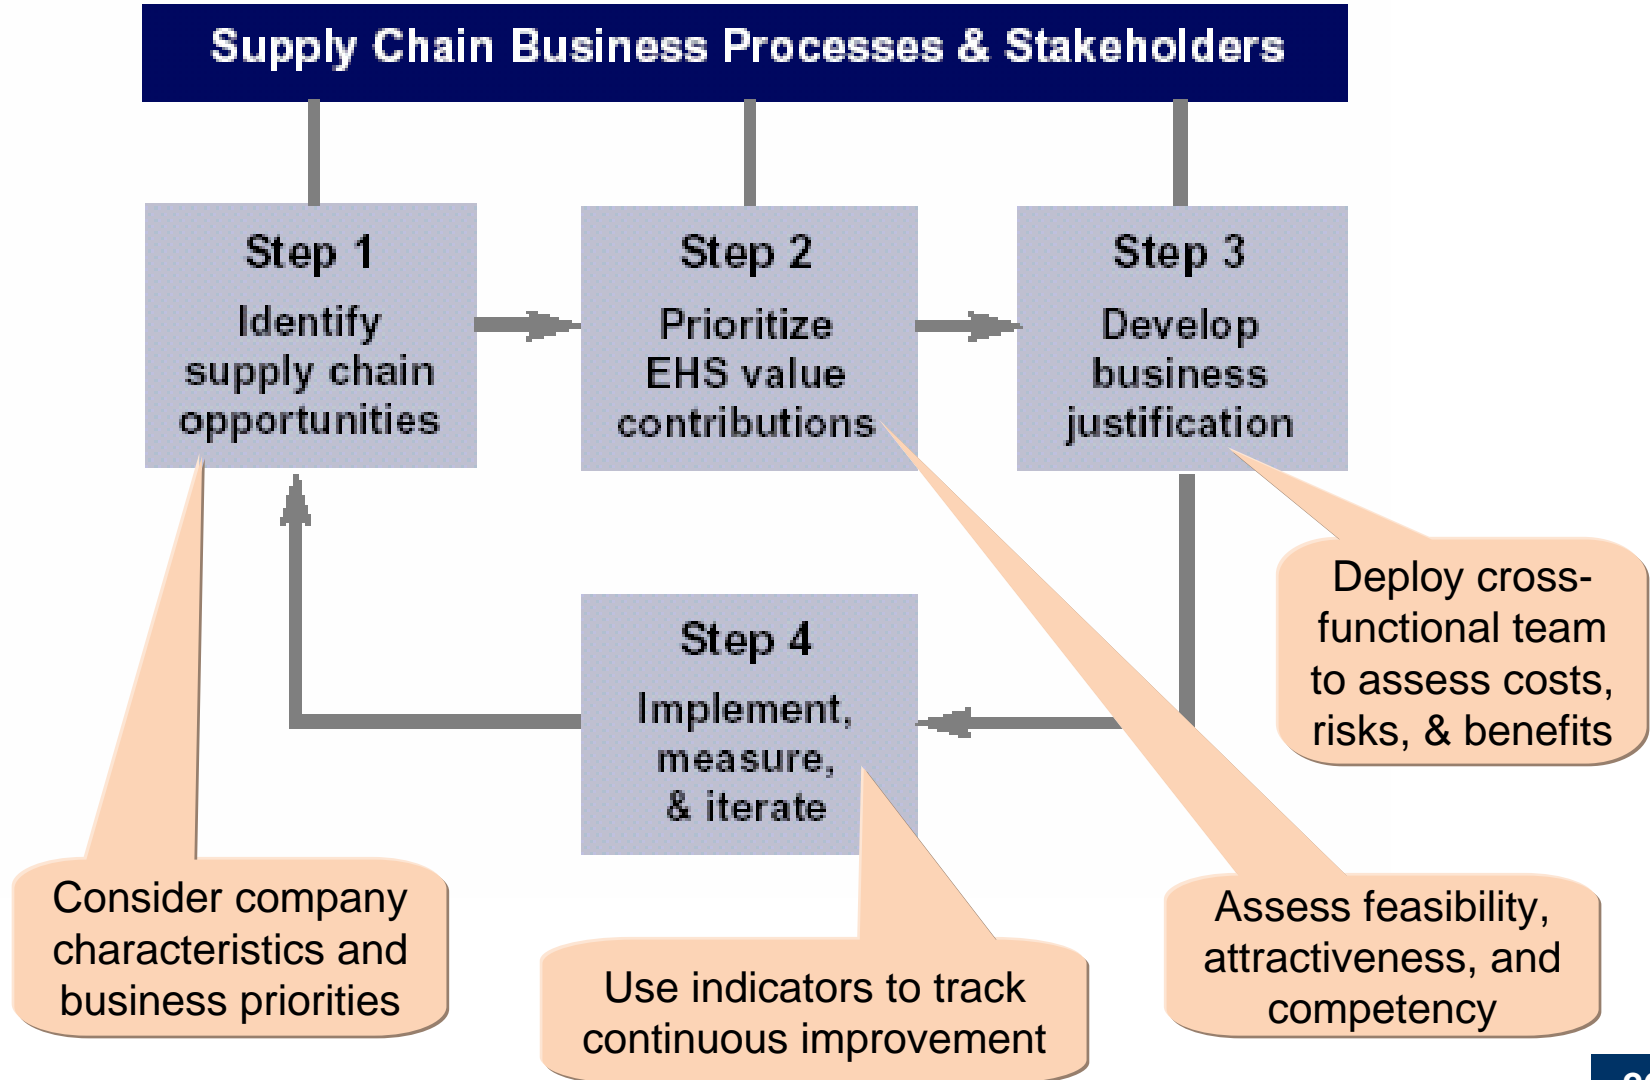 Supply Chain Business Processes & Stakeholders
Step 1
Identify
supply chain
opportunities
Step 2
Prioritize
EHS value
contributions
Step 3
Develop
business
justification
Step 4
Implement,
measure,
& iterate
Deploy cross-
functional team
to assess costs,
risks, & benefits
Consider company
characteristics and
business priorities
Use indicators to track
continuous improvement
Assess feasibility,
attractiveness, and
competency